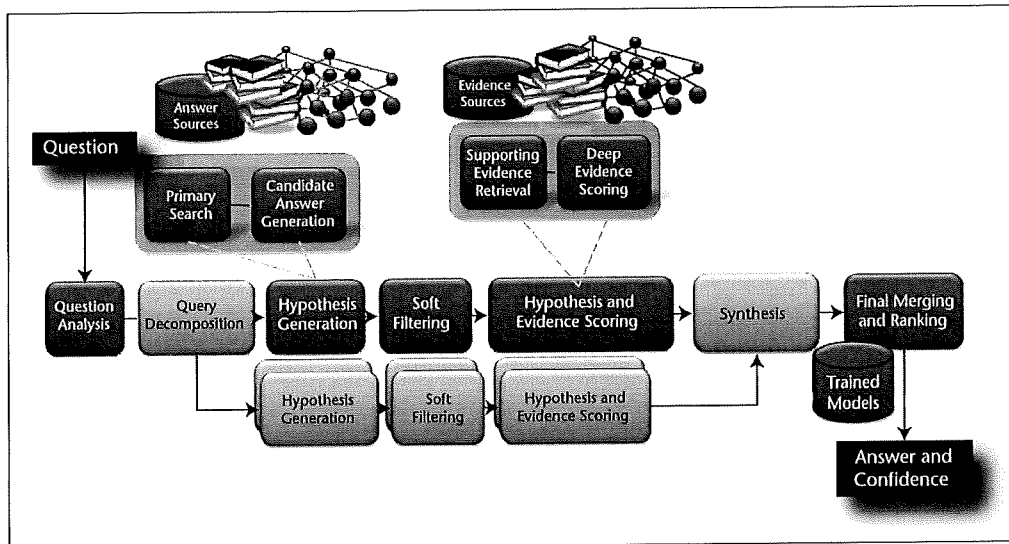 Answer
Sources
Evidence
Sources
Question
Primary
Search
Candidate
Answer
Generation
Supporting
Evidence
Retrieval
Deep
Evidence
Scoring
Question
Analysis
Query
Decomposition
Hypothesis
Generation
Soft
Filtering
Hypothesis and
Evidence Scoring
Synthesis
Final Merging
and Ranking
Trained
Models
Hypothesis
Generation
Soft
Filtering
Hypothesis and
Evidence Scoring
Answer and
Confidence